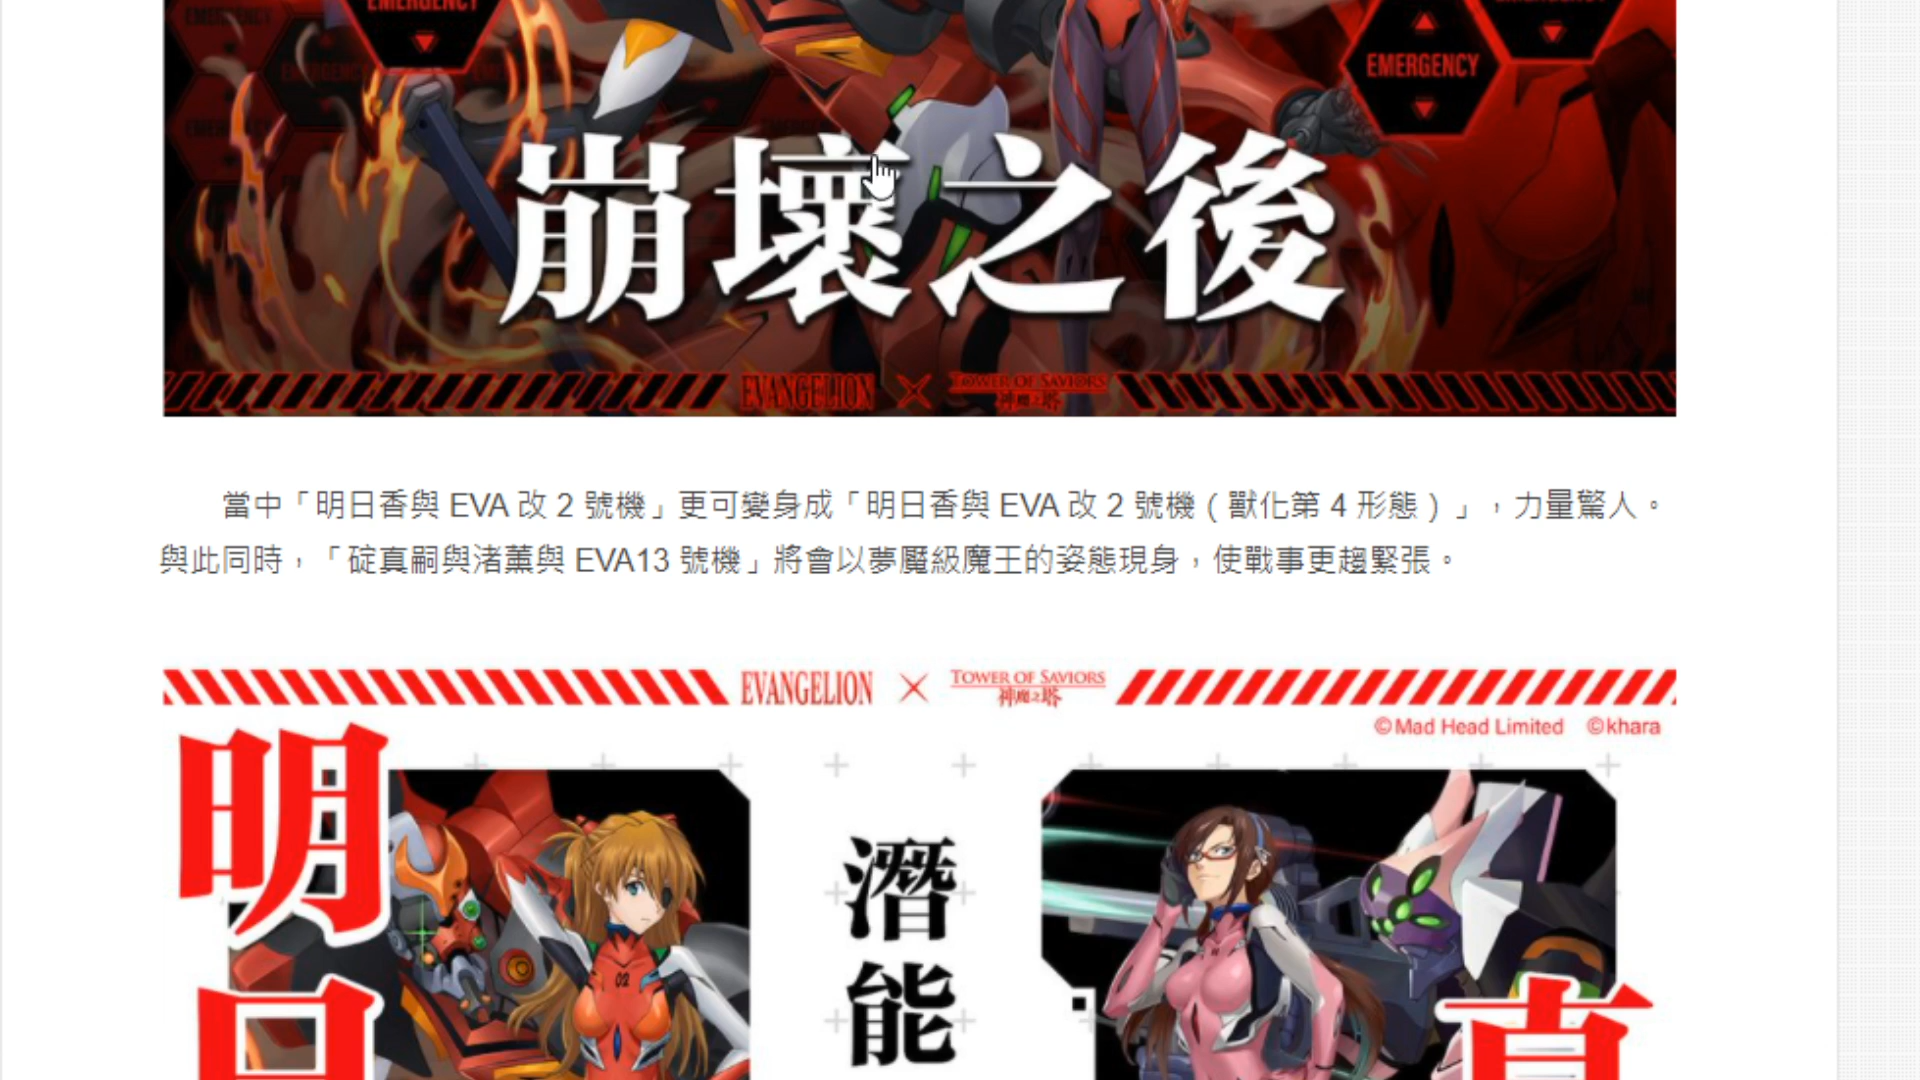 EMERGENCY
EMERGENCY
崩壞之後
EVANGELION × TOWER OF SAVIORS
神魔之塔
當中「明日香與 EVA 改 2 號機」更可變身成「明日香與 EVA 改 2 號機（獸化第 4 形態）」，力量驚人。
與此同時，「碇真嗣與渚薰與 EVA13 號機」將會以夢魘級魔王的姿態現身，使戰事更趨緊張。
EVANGELION × TOWER OF SAVIORS
神魔之塔
©Mad Head Limited ©khara
明日
02
潛能
真